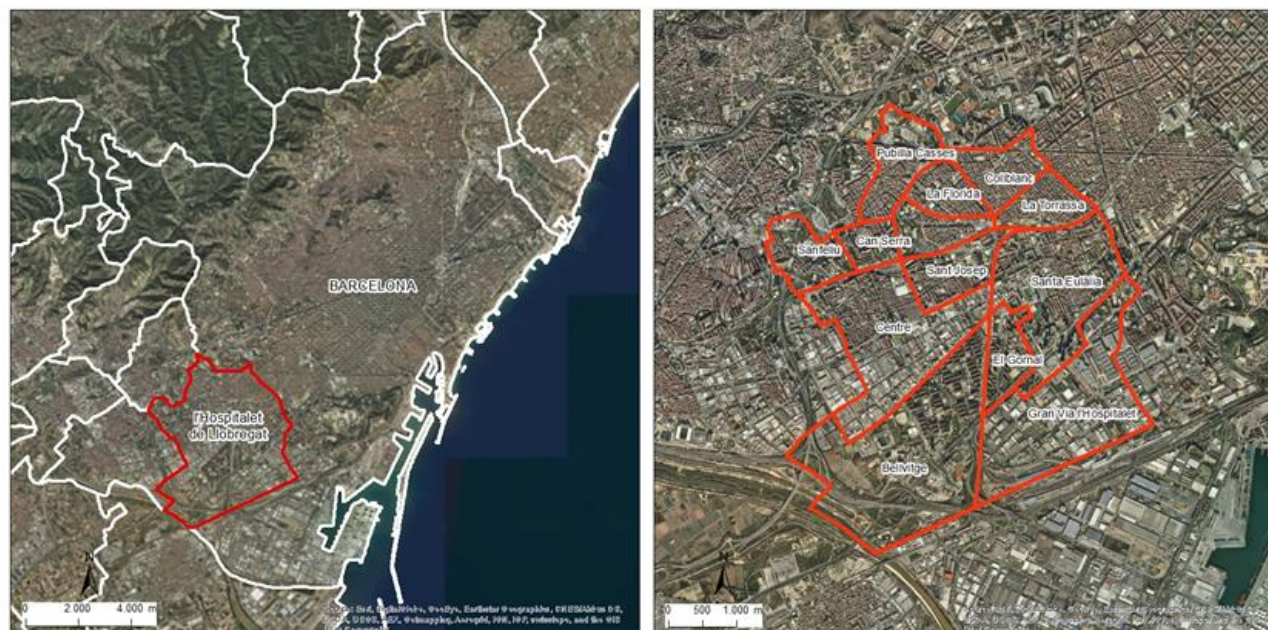 BARCELONA
l'Hospitalet
de Llobregat
N
0
2.000
4.000 m
Pubilla Casses
Collblanc
La Florida
La Torrassa
Sanfeliu
Can Serra
Sant Josep
Santa Eulàlia
Centre
El Gornal
Gran Via l'Hospitalet
Bellvitge
N
0
500
1.000 m